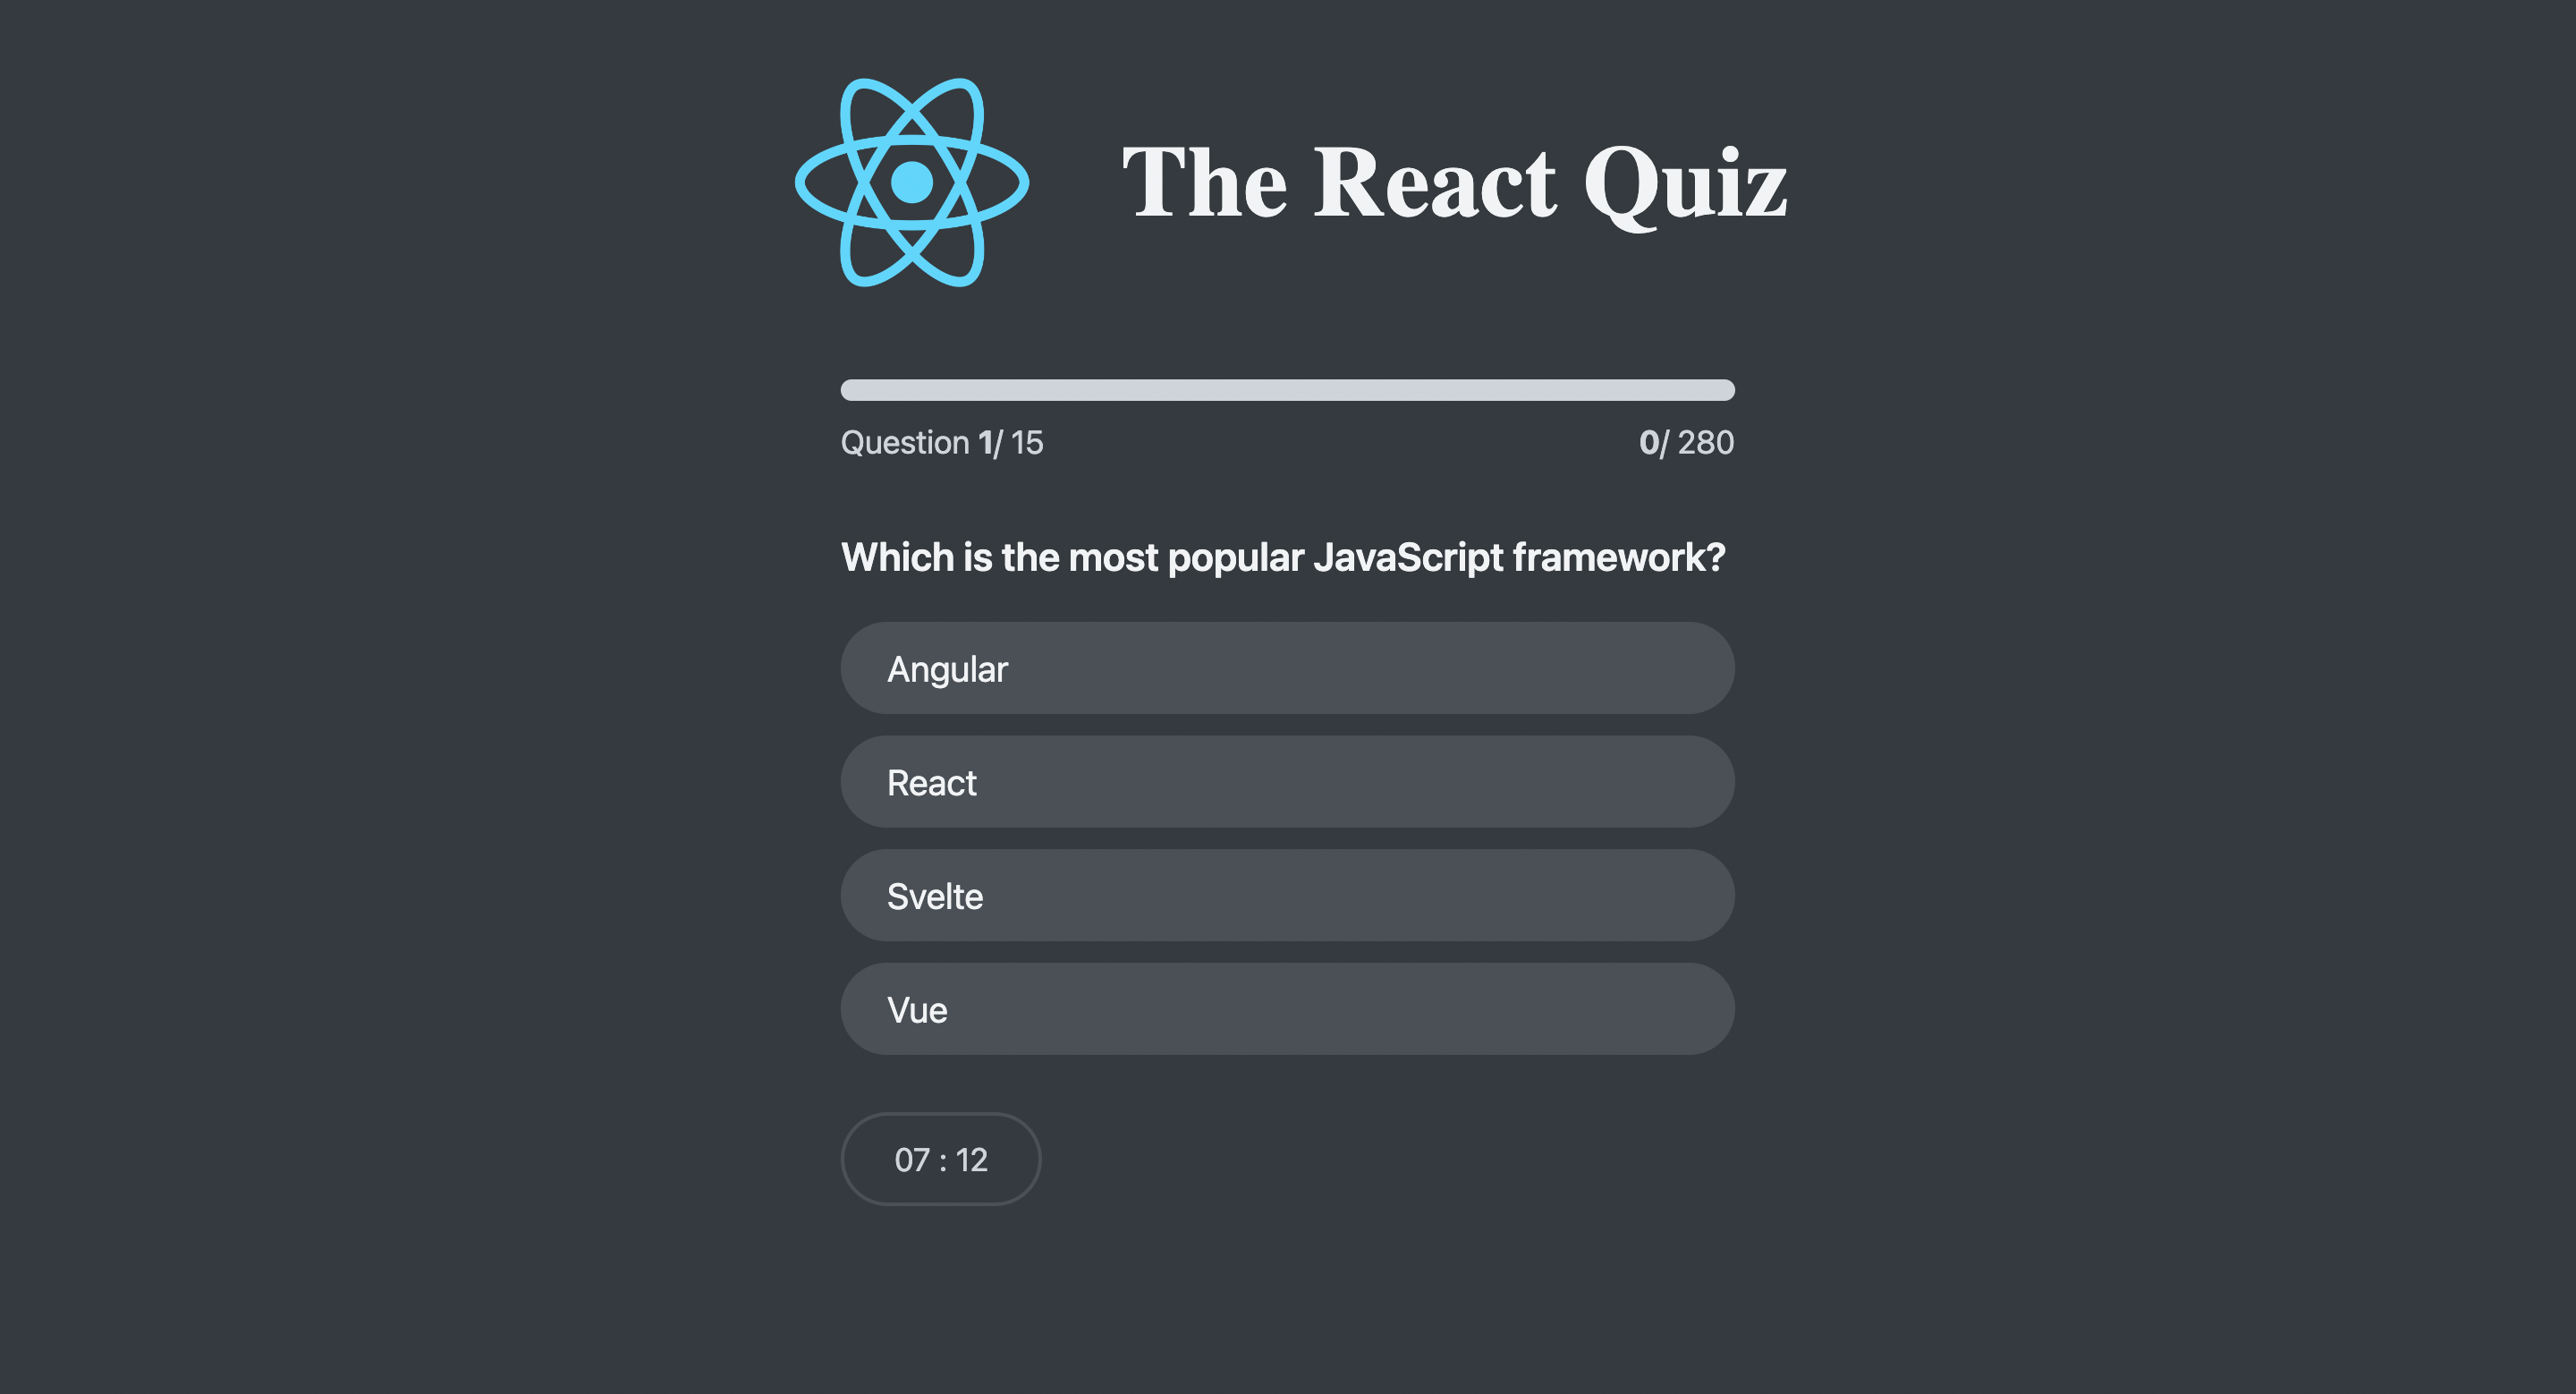 The React Quiz
Question 1/ 15
0/ 280
Which is the most popular JavaScript framework?
Angular
React
Svelte
Vue
07 : 12